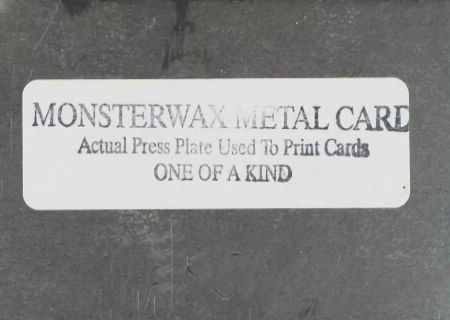 MONSTERWAX METAL CARD
Actual Press Plate Used To Print Cards
ONE OF A KIND